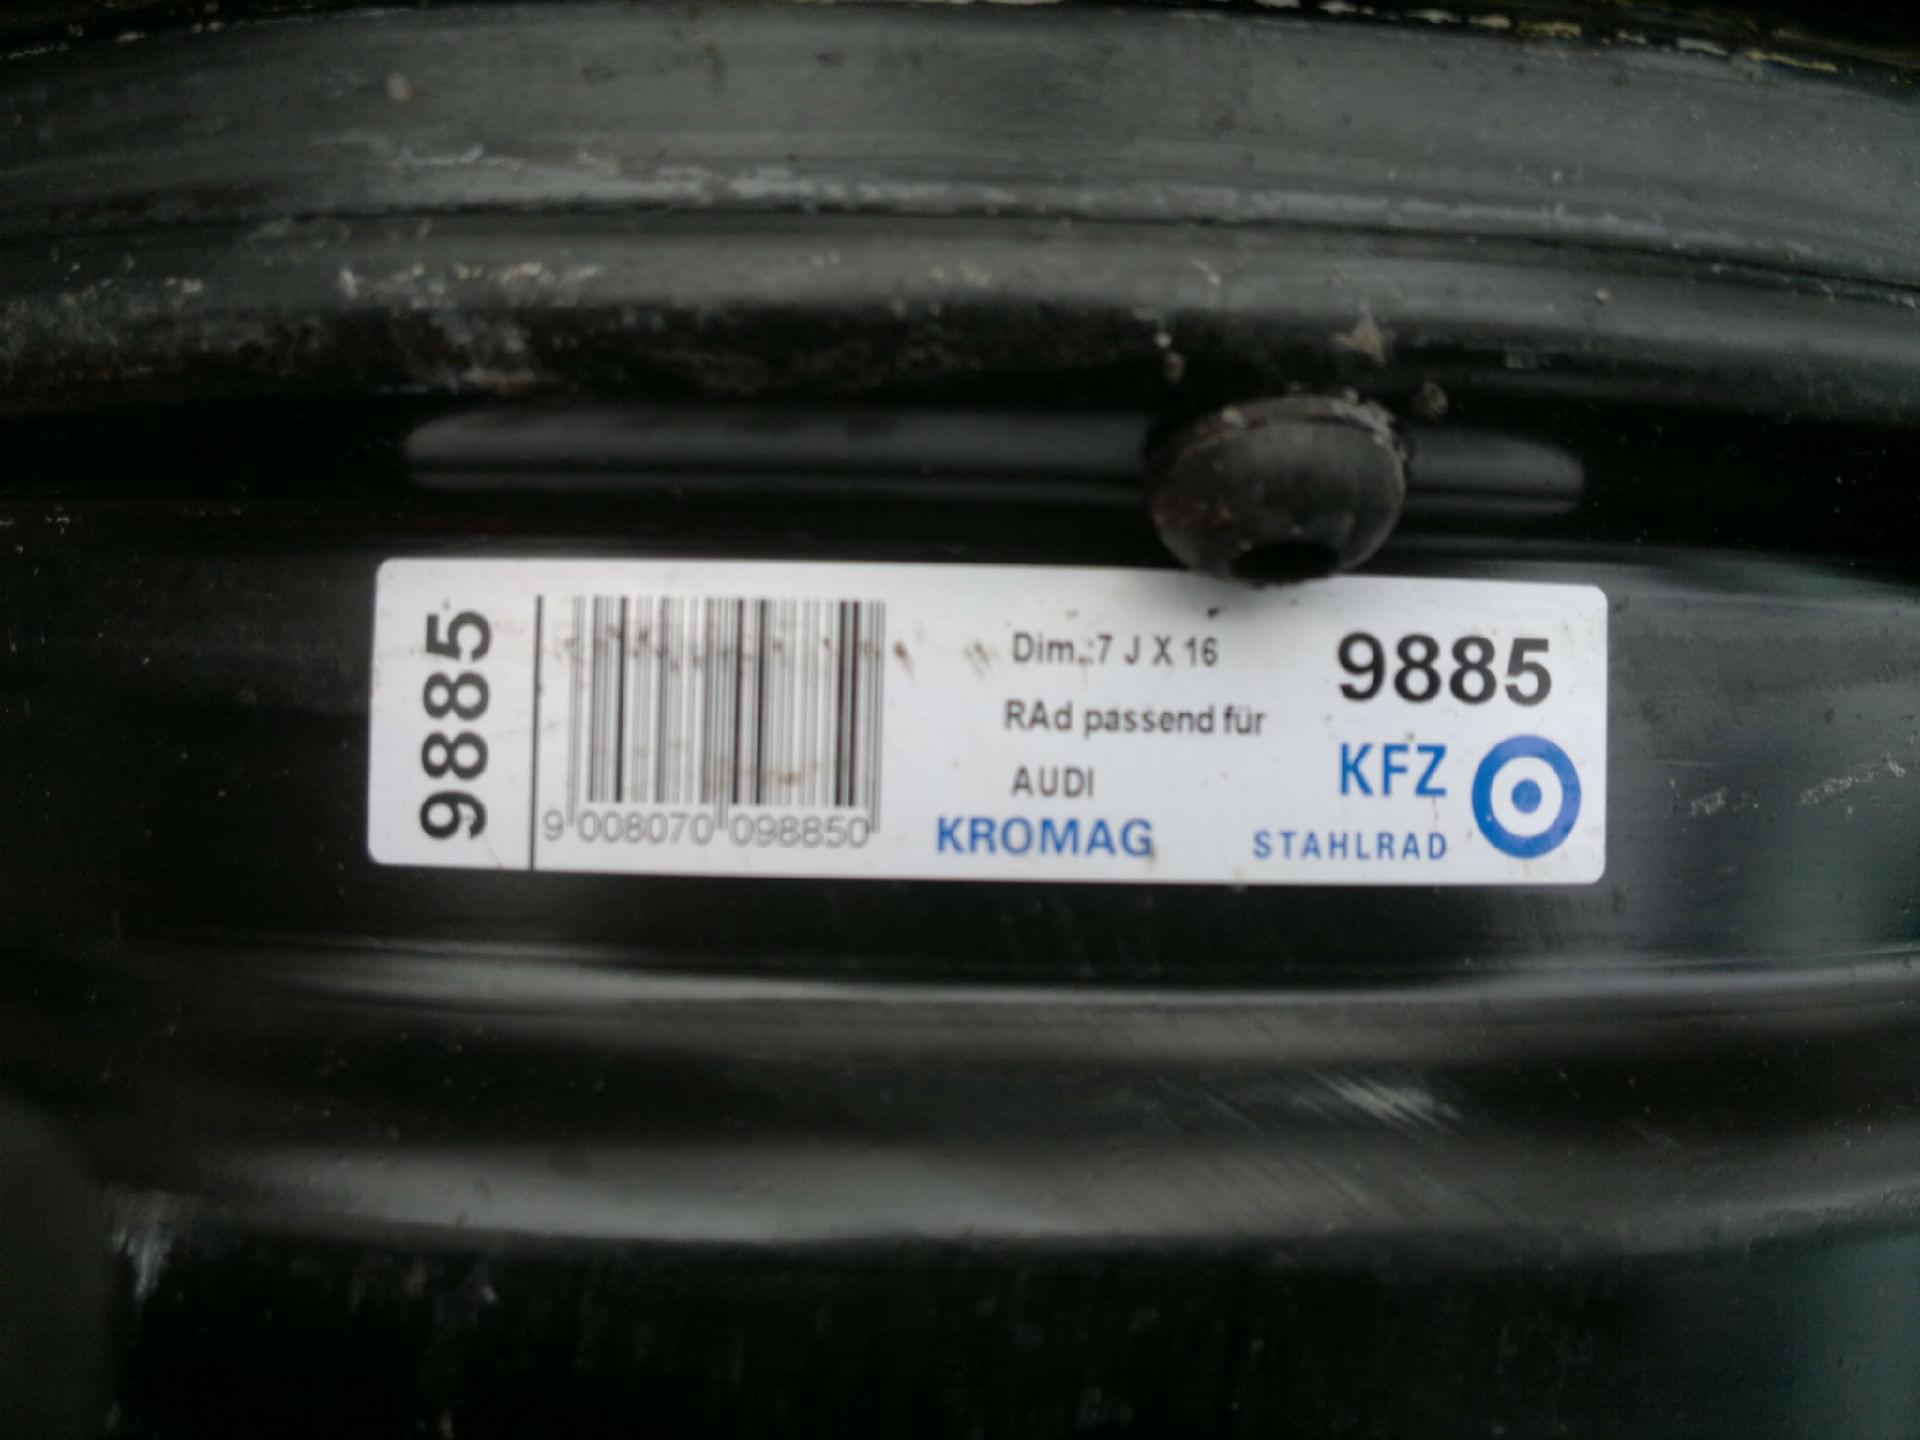 9885
9 008070 098850
Dim.:7 J X 16
RAd passend für
AUDI
KROMAG
9885
KFZ
STAHLRAD